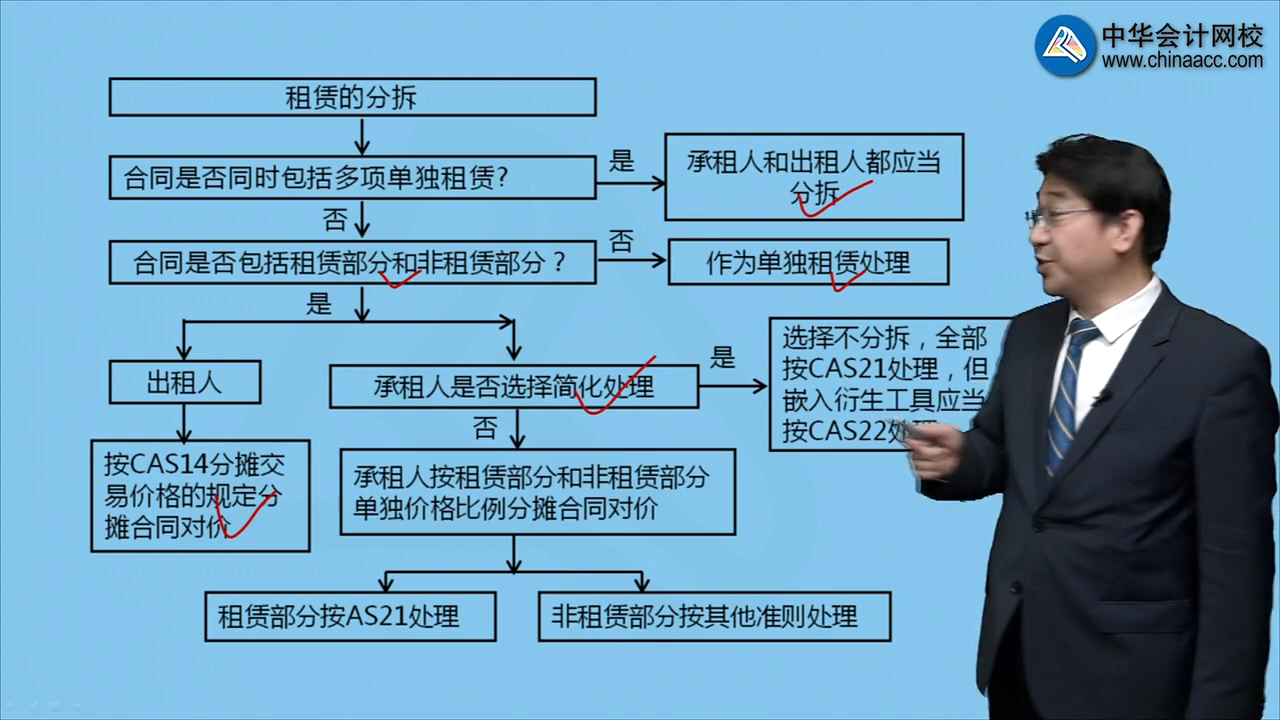 中华会计网校
www.chinaacc.com
租赁的分拆
合同是否同时包括多项单独租赁?
是
承租人和出租人都应当
分拆
否
合同是否包括租赁部分和非租赁部分？
否
作为单独租赁处理
是
出租人
承租人是否选择简化处理
是
选择不分拆，全部
按CAS21处理，但
嵌入衍生工具应当
按CAS22处理
否
按CAS14分摊交
易价格的规定分
摊合同对价
承租人按租赁部分和非租赁部分
单独价格比例分摊合同对价
租赁部分按AS21处理
非租赁部分按其他准则处理